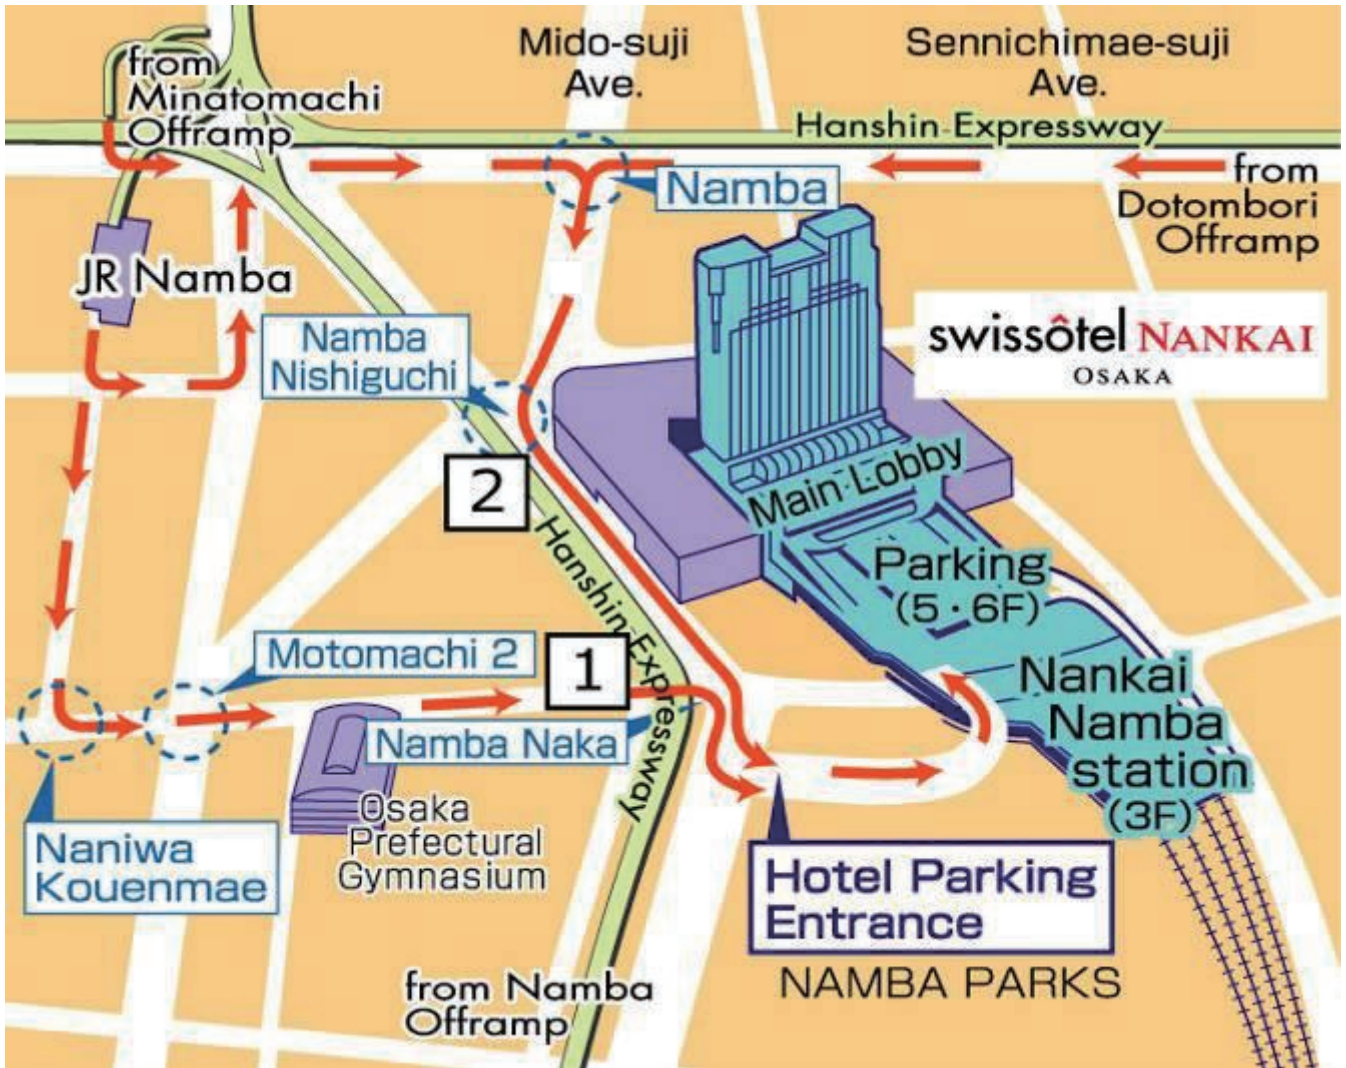 Mido-suji
Ave.
Sennichimae-suji
Ave.
from
Minatomachi
Offramp
Hanshin Expressway
Namba
from
Dotombori
Offramp
JR Namba
Namba
Nishiguchi
swissôtel NANKAI
OSAKA
2
Main Lobby
Hanshin Expressway
Parking
(5・6F)
Motomachi 2
1
Nankai
Namba
station
(3F)
Namba Naka
Osaka
Prefectural
Gymnasium
Naniwa
Kouenmae
Hotel Parking
Entrance
NAMBA PARKS
from Namba
Offramp